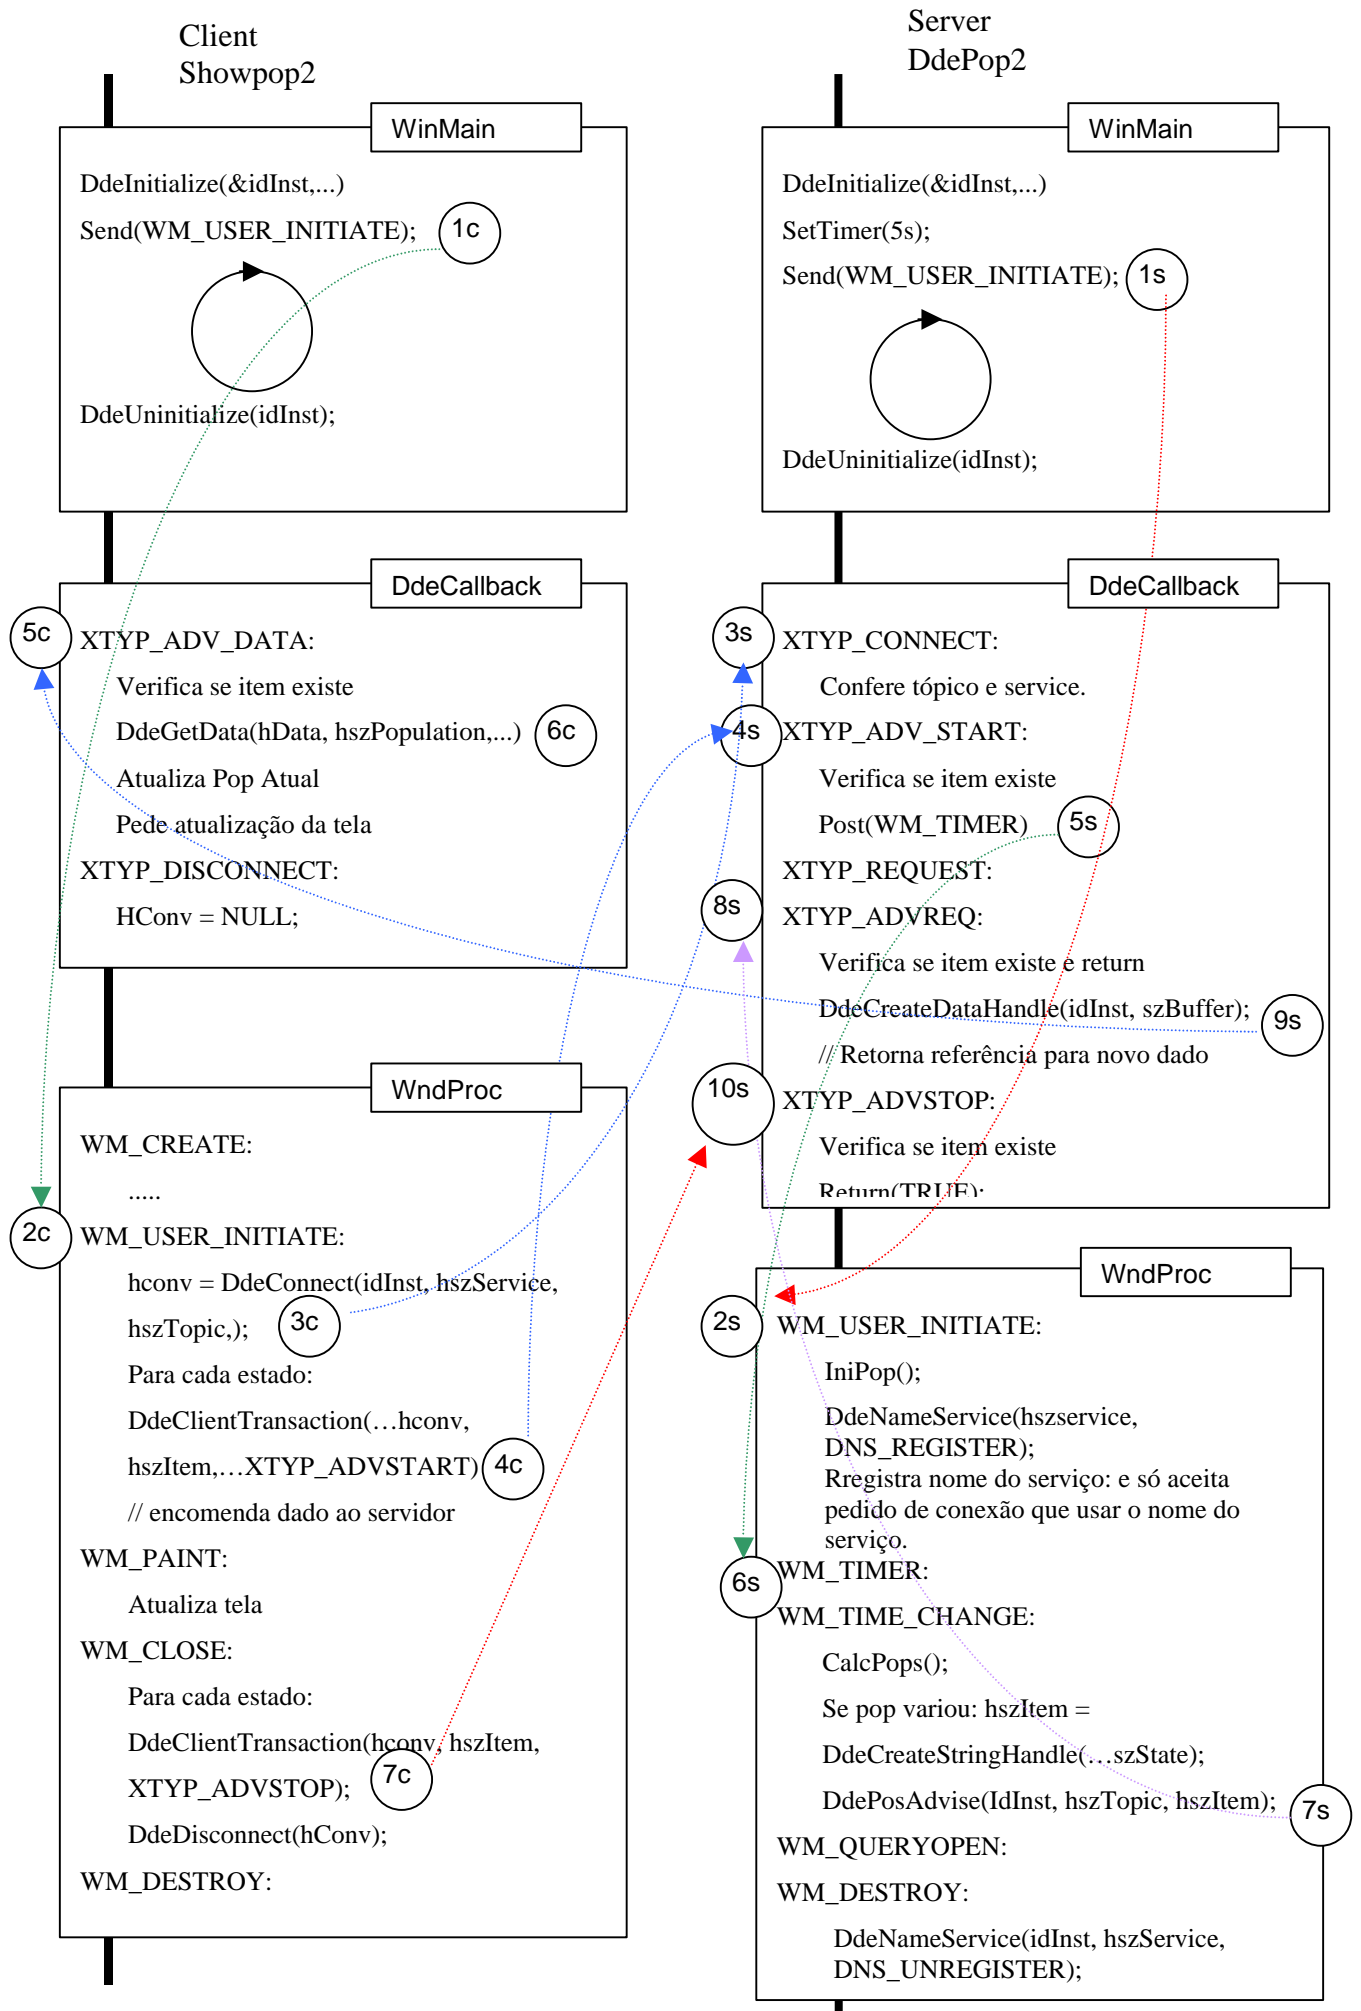 Client
Showpop2
WinMain
DdeInitialize(&idInst,...)
Send(WM_USER_INITIATE);
1c
DdeUninitialize(idInst);
DdeCallback
5c
XTYP_ADV_DATA:
Verifica se item existe
DdeGetData(hData, hszPopulation,...)
6c
Atualiza Pop Atual
Pede atualização da tela
XTYP_DISCONNECT:
HConv = NULL;
WndProc
WM_CREATE:
.....
2c
WM_USER_INITIATE:
hconv = DdeConnect(idInst, hszService,
hszTopic,);
3c
Para cada estado:
DdeClientTransaction(…hconv,
hszItem,…XTYP_ADVSTART)
4c
// encomenda dado ao servidor
WM_PAINT:
Atualiza tela
WM_CLOSE:
Para cada estado:
DdeClientTransaction(hconv, hszItem,
XTYP_ADVSTOP);
7c
DdeDisconnect(hConv);
WM_DESTROY:
Server
DdePop2
WinMain
DdeInitialize(&idInst,...)
SetTimer(5s);
Send(WM_USER_INITIATE);
1s
DdeUninitialize(idInst);
DdeCallback
3s
XTYP_CONNECT:
Confere tópico e service.
4s
XTYP_ADV_START:
Verifica se item existe
Post(WM_TIMER)
5s
XTYP_REQUEST:
8s
XTYP_ADVREQ:
Verifica se item existe e return
DdeCreateDataHandle(idInst, szBuffer);
9s
// Retorna referência para novo dado
10s
XTYP_ADVSTOP:
Verifica se item existe
Return(TRUE);
WndProc
2s
WM_USER_INITIATE:
IniPop();
DdeNameService(hszservice,
DNS_REGISTER);
Rregistra nome do serviço: e só aceita
pedido de conexão que usar o nome do
serviço.
6s
WM_TIMER:
WM_TIME_CHANGE:
CalcPops();
Se pop variou: hszItem =
DdeCreateStringHandle(…szState);
DdePosAdvise(IdInst, hszTopic, hszItem);
7s
WM_QUERYOPEN:
WM_DESTROY:
DdeNameService(idInst, hszService,
DNS_UNREGISTER);